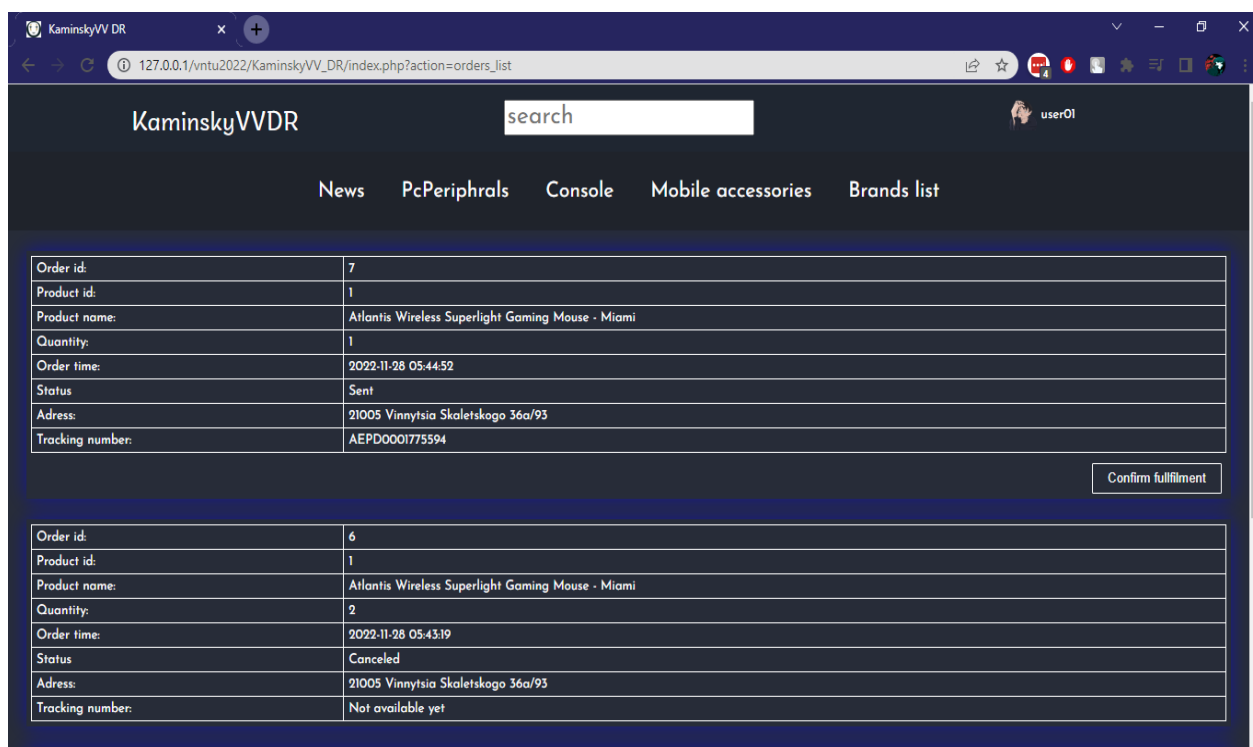 KaminskyVV DR
127.0.0.1/vntu2022/KaminskyVV_DR/index.php?action=orders_list
4
KaminskyVVDR
search
user01
News PcPeriphrals Console Mobile accessories Brands list
Order id: 7
Product id: 1
Product name: Atlantis Wireless Superlight Gaming Mouse - Miami
Quantity: 1
Order time: 2022-11-28 05:44:52
Status Sent
Adress: 21005 Vinnytsia Skaletskogo 36a/93
Tracking number: AEPD0001775594
Confirm fullfilment
Order id: 6
Product id: 1
Product name: Atlantis Wireless Superlight Gaming Mouse - Miami
Quantity: 2
Order time: 2022-11-28 05:43:19
Status Canceled
Adress: 21005 Vinnytsia Skaletskogo 36a/93
Tracking number: Not available yet